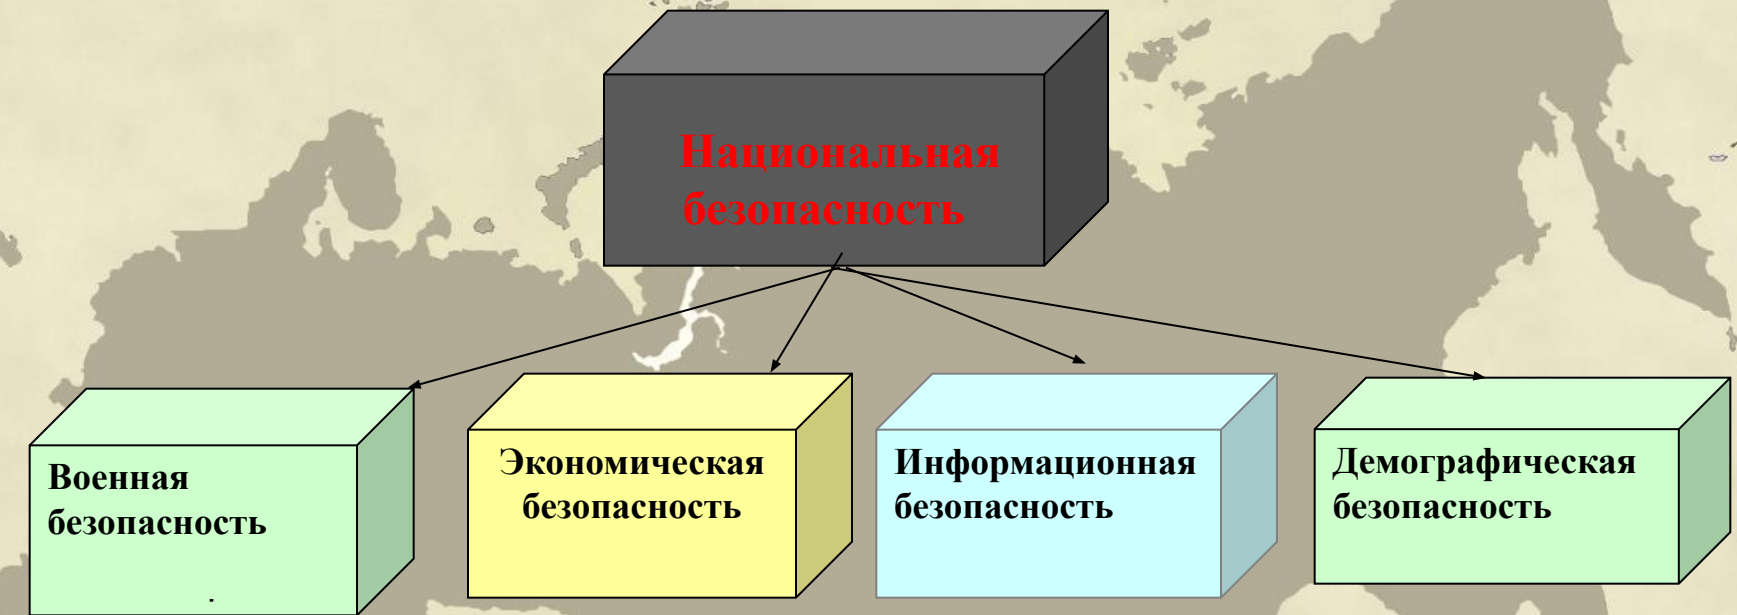 Национальная
безопасность
Военная
безопасность
.
Экономическая
безопасность
Информационная
безопасность
Демографическая
безопасность